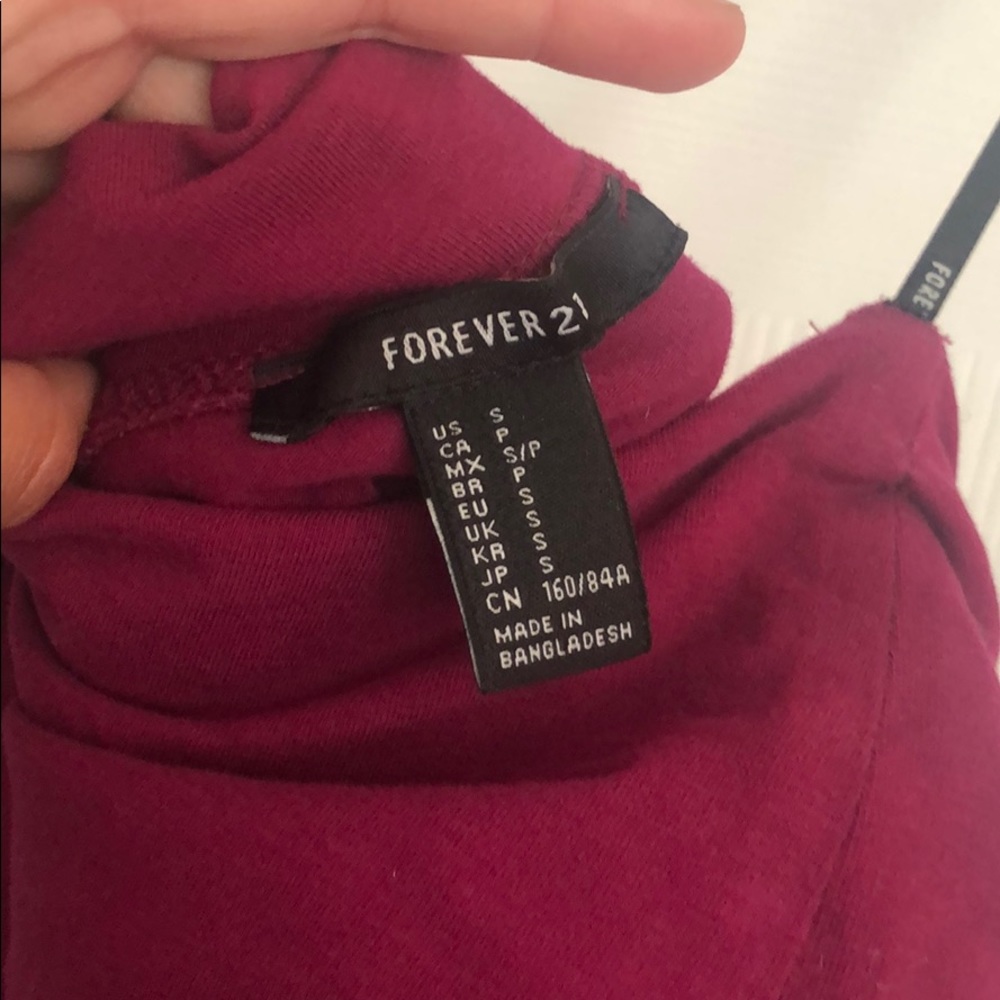 FOREVER 21
US S
CA P
MX S/P
BR P
EU S
UK S
KR S
JP S
CN 160/84A
MADE IN
BANGLADESH
FORE